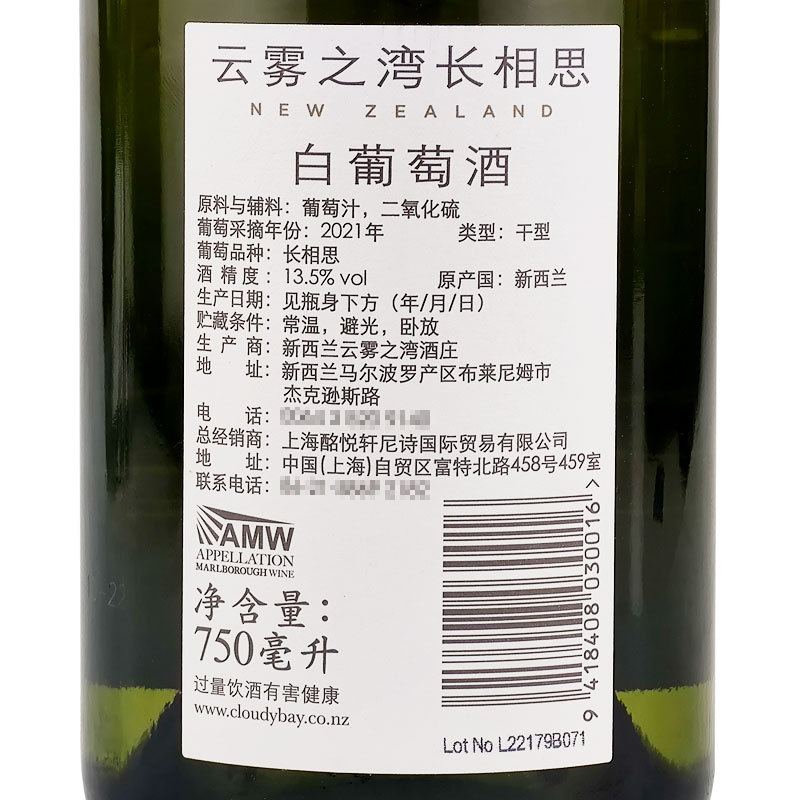 云雾之湾长相思
NEW ZEALAND
白葡萄酒
原料与辅料：葡萄汁，二氧化硫
葡萄采摘年份：2021年 类型：干型
葡萄品种：长相思
酒精度：13.5% vol 原产国：新西兰
生产日期：见瓶身下方（年/月/日）
贮藏条件：常温，避光，卧放
生产商：新西兰云雾之湾酒庄
地址：新西兰马尔波罗产区布莱尼姆市
杰克逊斯路
电话：
总经销商：上海酩悦轩尼诗国际贸易有限公司
地址：中国(上海)自贸区富特北路458号459室
联系电话：
AMW
APPELLATION
MARLBOROUGH WINE
净含量：
750毫升
过量饮酒有害健康
www.cloudybay.co.nz
9 418408 030016 >
Lot No L22179B071